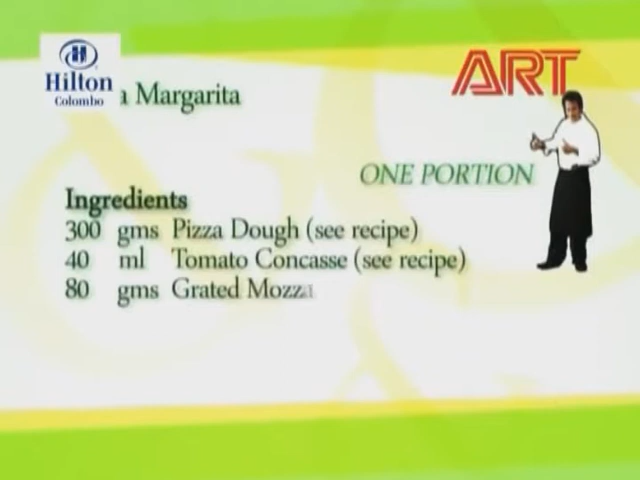 Hilton
Colombo
a Margarita
ART
ONE PORTION
Ingredients
300 gms Pizza Dough (see recipe)
40 ml Tomato Concasse (see recipe)
80 gms Grated Mozza